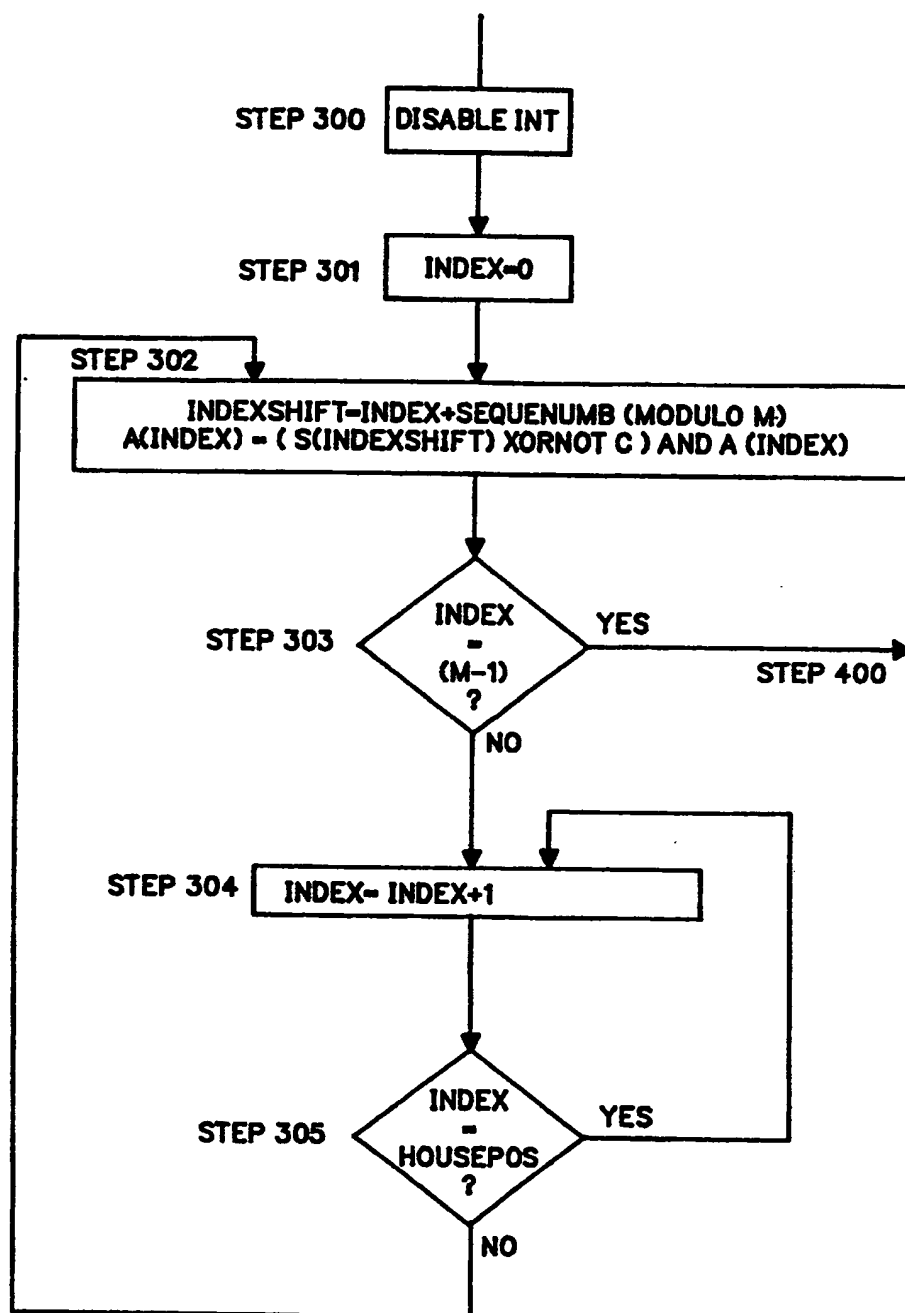 STEP 300
DISABLE INT
STEP 301
INDEX=0
STEP 302
INDEXSHIFT=INDEX+SEQUENUMB (MODULO M)
A(INDEX) = ( S(INDEXSHIFT) XORNOT C ) AND A (INDEX)
STEP 303
INDEX
=
(M-1)
?
YES
STEP 400
NO
STEP 304
INDEX= INDEX+1
STEP 305
INDEX
=
HOUSEPOS
?
YES
NO